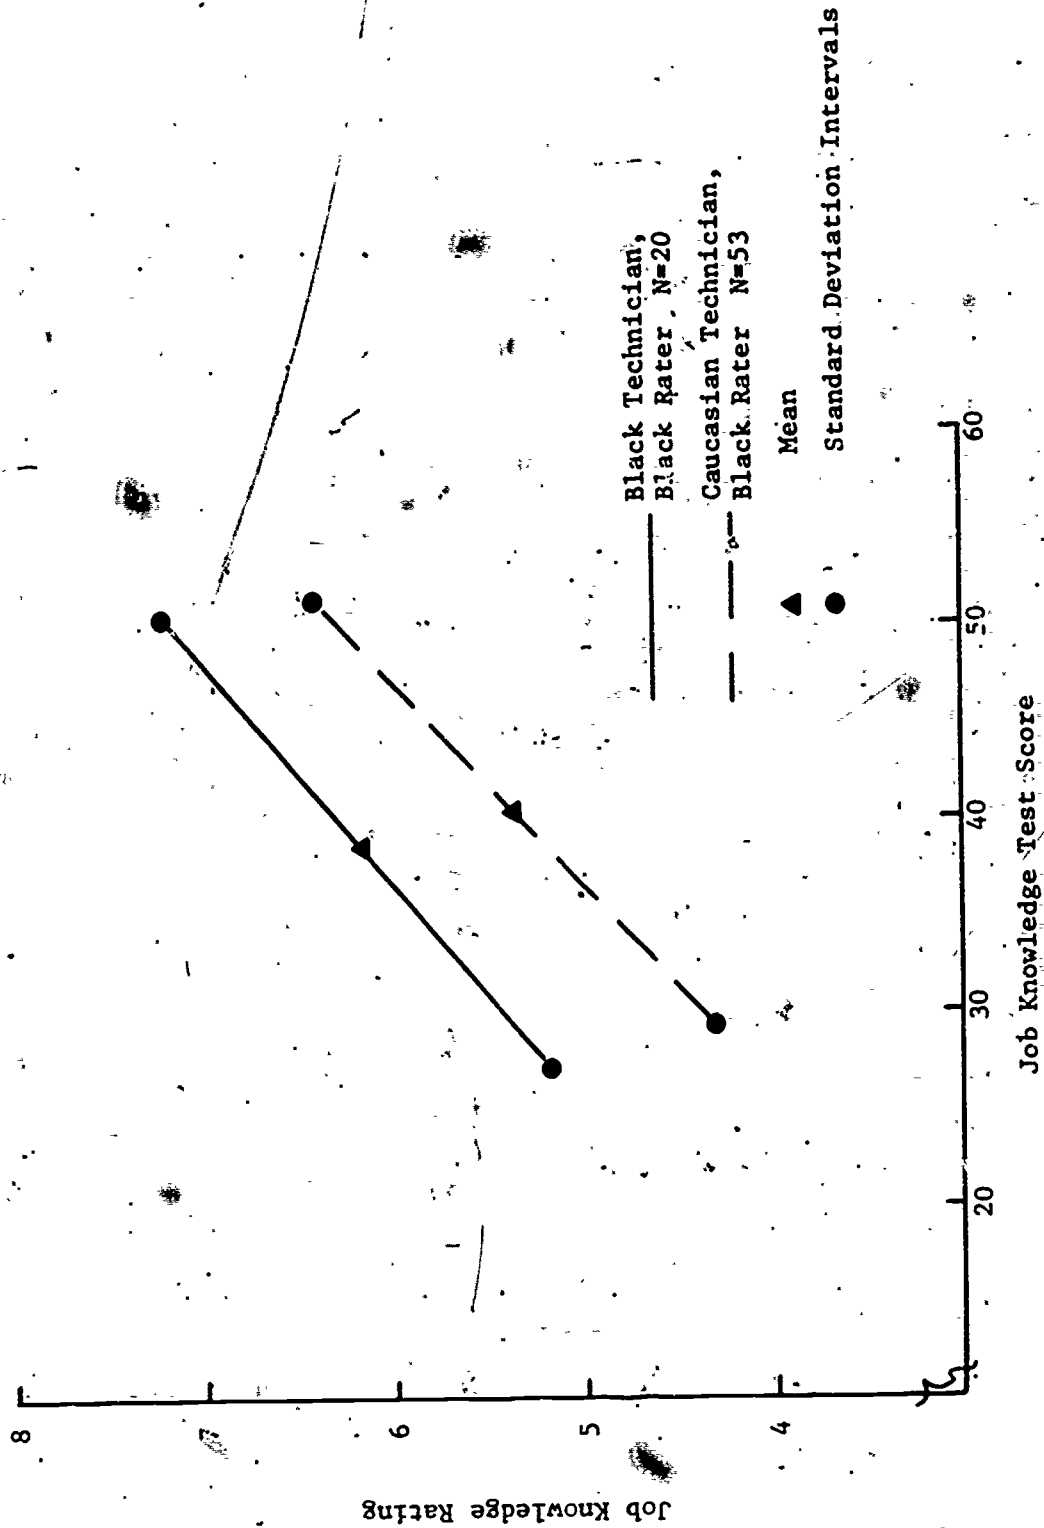 Job Knowledge Rating
8
7
6
5
4
20
30
40
50
60
Job Knowledge Test Score
Black Technician,
Black Rater, N=20
Caucasian Technician,
Black Rater N=53
Mean
Standard Deviation Intervals